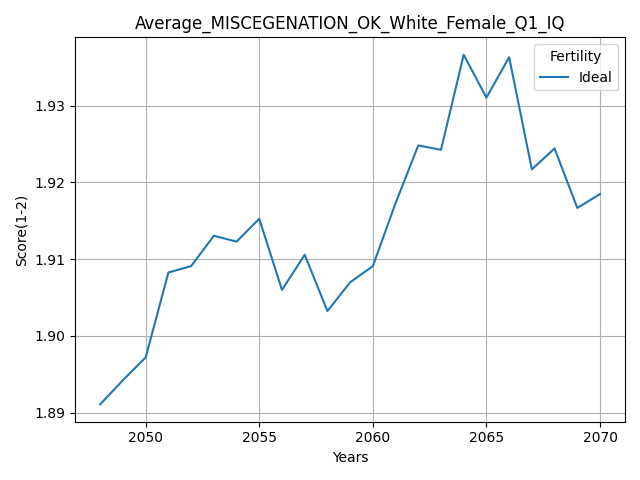 Average_MISCEGENATION_OK_White_Female_Q1_IQ
Fertility
Ideal
Score(1-2)
1.93
1.92
1.91
1.90
1.89
2050
2055
2060
2065
2070
Years